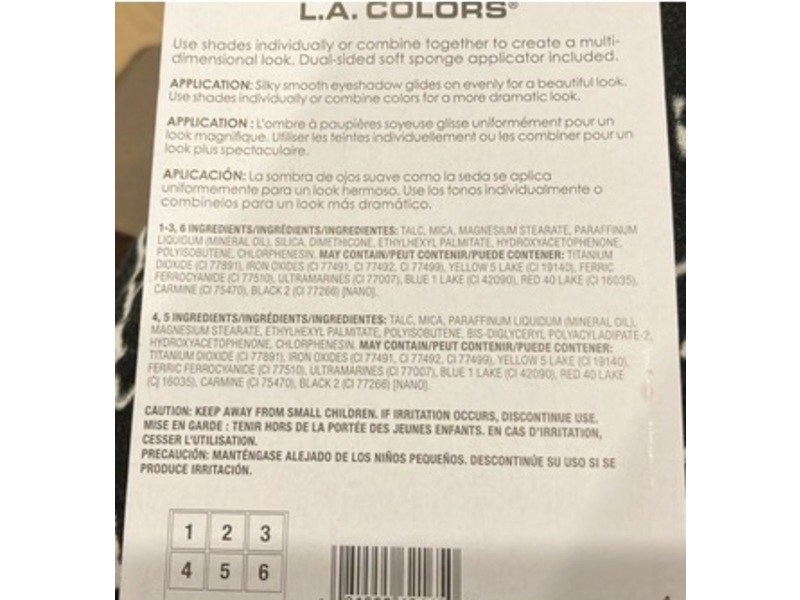 L.A. COLORS®
Use shades individually or combine together to create a multi-
dimensional look. Dual-sided soft sponge applicator included.
APPLICATION: Silky smooth eyeshadow glides on evenly for a beautiful look.
Use shades individually or combine colors for a more dramatic look.
APPLICATION : L'ombre à paupières soyeuse glisse uniformément pour un
look magnifique. Utiliser les teintes individuellement ou les combiner pour un
look plus spectaculaire.
APLICACIÓN: La sombra de ojos suave como la seda se aplica
uniformemente para un look hermoso. Use los tonos individualmente o
combínelos para un look más dramático.
1-3, 6 INGREDIENTS/INGRÉDIENTS/INGREDIENTES: TALC, MICA, MAGNESIUM STEARATE, PARAFFINUM
LIQUIDUM (MINERAL OIL), SILICA, DIMETHICONE, ETHYLHEXYL PALMITATE, HYDROXYACETOPHENONE,
POLYISOBUTENE, CHLORPHENESIN. MAY CONTAIN/PEUT CONTENIR/PUEDE CONTENER: TITANIUM
DIOXIDE (CI 77891), IRON OXIDES (CI 77491, CI 77492, CI 77499), YELLOW 5 LAKE (CI 19140), FERRIC
FERROCYANIDE (CI 77510), ULTRAMARINES (CI 77007), BLUE 1 LAKE (CI 42090), RED 40 LAKE (CI 16035),
CARMINE (CI 75470), BLACK 2 (CI 77266) [NANO].
4, 5 INGREDIENTS/INGRÉDIENTS/INGREDIENTES: TALC, MICA, PARAFFINUM LIQUIDUM (MINERAL OIL),
MAGNESIUM STEARATE, ETHYLHEXYL PALMITATE, POLYISOBUTENE, BIS-DIGLYCERYL POLYACYLADIPATE-2,
HYDROXYACETOPHENONE, CHLORPHENESIN. MAY CONTAIN/PEUT CONTENIR/PUEDE CONTENER:
TITANIUM DIOXIDE (CI 77891), IRON OXIDES (CI 77491, CI 77492, CI 77499), YELLOW 5 LAKE (CI 19140),
FERRIC FERROCYANIDE (CI 77510), ULTRAMARINES (CI 77007), BLUE 1 LAKE (CI 42090), RED 40 LAKE
(CI 16035), CARMINE (CI 75470), BLACK 2 (CI 77266) [NANO].
CAUTION: KEEP AWAY FROM SMALL CHILDREN. IF IRRITATION OCCURS, DISCONTINUE USE.
MISE EN GARDE : TENIR HORS DE LA PORTÉE DES JEUNES ENFANTS. EN CAS D'IRRITATION,
CESSER L'UTILISATION.
PRECAUCIÓN: MANTÉNGASE ALEJADO DE LOS NIÑOS PEQUEÑOS. DESCONTINÚE SU USO SI SE
PRODUCE IRRITACIÓN.
1 2 3
4 5 6